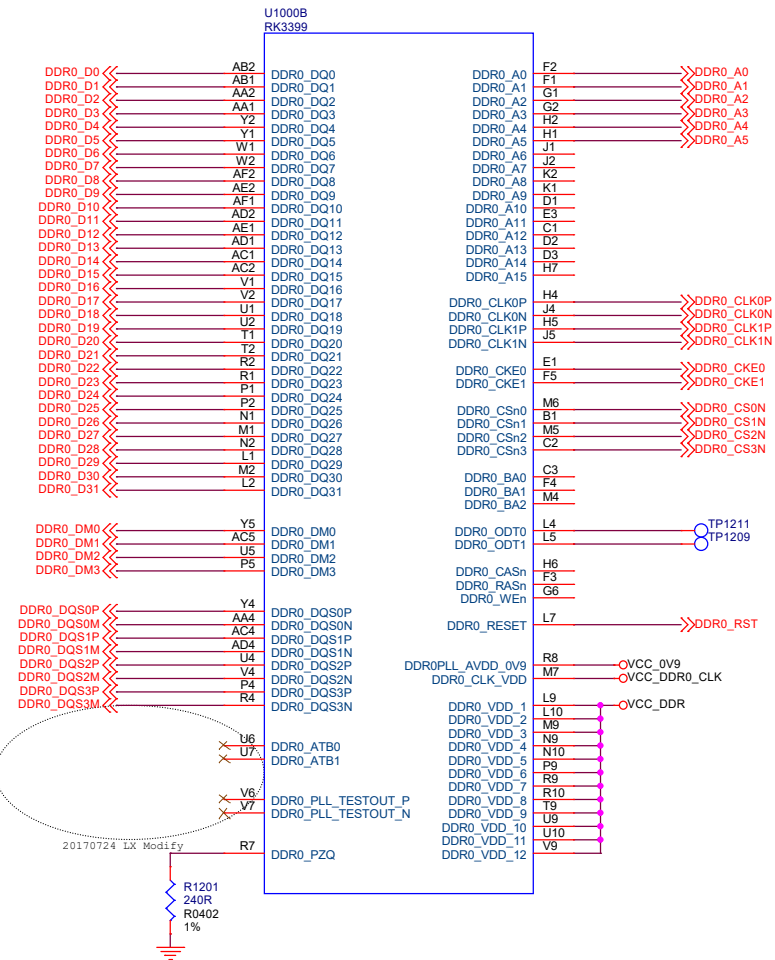 U1000B
RK3399
DDR0_D0 AB2 DDR0_DQ0 DDR0_A0 F2 DDR0_A0
DDR0_D1 AB1 DDR0_DQ1 DDR0_A1 F1 DDR0_A1
DDR0_D2 AA2 DDR0_DQ2 DDR0_A2 G1 DDR0_A2
DDR0_D3 AA1 DDR0_DQ3 DDR0_A3 G2 DDR0_A3
DDR0_D4 Y2 DDR0_DQ4 DDR0_A4 H2 DDR0_A4
DDR0_D5 Y1 DDR0_DQ5 DDR0_A5 H1 DDR0_A5
DDR0_D6 W1 DDR0_DQ6 DDR0_A6 J1
DDR0_D7 W2 DDR0_DQ7 DDR0_A7 J2
DDR0_D8 AF2 DDR0_DQ8 DDR0_A8 K2
DDR0_D9 AE2 DDR0_DQ9 DDR0_A9 K1
DDR0_D10 AF1 DDR0_DQ10 DDR0_A10 D1
DDR0_D11 AD2 DDR0_DQ11 DDR0_A11 E3
DDR0_D12 AE1 DDR0_DQ12 DDR0_A12 C1
DDR0_D13 AD1 DDR0_DQ13 DDR0_A13 D2
DDR0_D14 AC1 DDR0_DQ14 DDR0_A14 D3
DDR0_D15 AC2 DDR0_DQ15 DDR0_A15 H7
DDR0_D16 V1 DDR0_DQ16
DDR0_D17 V2 DDR0_DQ17 DDR0_CLK0P H4 DDR0_CLK0P
DDR0_D18 U1 DDR0_DQ18 DDR0_CLK0N J4 DDR0_CLK0N
DDR0_D19 U2 DDR0_DQ19 DDR0_CLK1P H5 DDR0_CLK1P
DDR0_D20 T1 DDR0_DQ20 DDR0_CLK1N J5 DDR0_CLK1N
DDR0_D21 T2 DDR0_DQ21
DDR0_D22 R2 DDR0_DQ22 DDR0_CKE0 E1 DDR0_CKE0
DDR0_D23 R1 DDR0_DQ23 DDR0_CKE1 F5 DDR0_CKE1
DDR0_D24 P1 DDR0_DQ24
DDR0_D25 P2 DDR0_DQ25 DDR0_CSn0 M6 DDR0_CS0N
DDR0_D26 N1 DDR0_DQ26 DDR0_CSn1 B1 DDR0_CS1N
DDR0_D27 M1 DDR0_DQ27 DDR0_CSn2 M5 DDR0_CS2N
DDR0_D28 N2 DDR0_DQ28 DDR0_CSn3 C2 DDR0_CS3N
DDR0_D29 L1 DDR0_DQ29
DDR0_D30 M2 DDR0_DQ30 DDR0_BA0 C3
DDR0_D31 L2 DDR0_DQ31 DDR0_BA1 F4
DDR0_BA2 M4
DDR0_DM0 Y5 DDR0_DM0 DDR0_ODT0 L4 TP1211
DDR0_DM1 AC5 DDR0_DM1 DDR0_ODT1 L5 TP1209
DDR0_DM2 U5 DDR0_DM2
DDR0_DM3 P5 DDR0_DM3 DDR0_CASn H6
DDR0_RASn F3
DDR0_WEn G6
DDR0_DQS0P Y4 DDR0_DQS0P
DDR0_DQS0M AA4 DDR0_DQS0N DDR0_RESET L7 DDR0_RST
DDR0_DQS1P AC4 DDR0_DQS1P
DDR0_DQS1M AD4 DDR0_DQS1N
DDR0_DQS2P U4 DDR0_DQS2P DDR0PLL_AVDD_0V9 R8 VCC_0V9
DDR0_DQS2M V4 DDR0_DQS2N DDR0_CLK_VDD M7 VCC_DDR0_CLK
DDR0_DQS3P P4 DDR0_DQS3P
DDR0_DQS3M R4 DDR0_DQS3N DDR0_VDD_1 L9 VCC_DDR
DDR0_VDD_2 L10
DDR0_VDD_3 M9
U6 DDR0_ATB0 DDR0_VDD_4 N9
U7 DDR0_ATB1 DDR0_VDD_5 N10
DDR0_VDD_6 P9
DDR0_VDD_7 R9
V6 DDR0_PLL_TESTOUT_P DDR0_VDD_8 R10
V7 DDR0_PLL_TESTOUT_N DDR0_VDD_9 T9
DDR0_VDD_10 U9
DDR0_VDD_11 U10
20170724 LX Modify
R7 DDR0_PZQ DDR0_VDD_12 V9
R1201
240R
R0402
1%